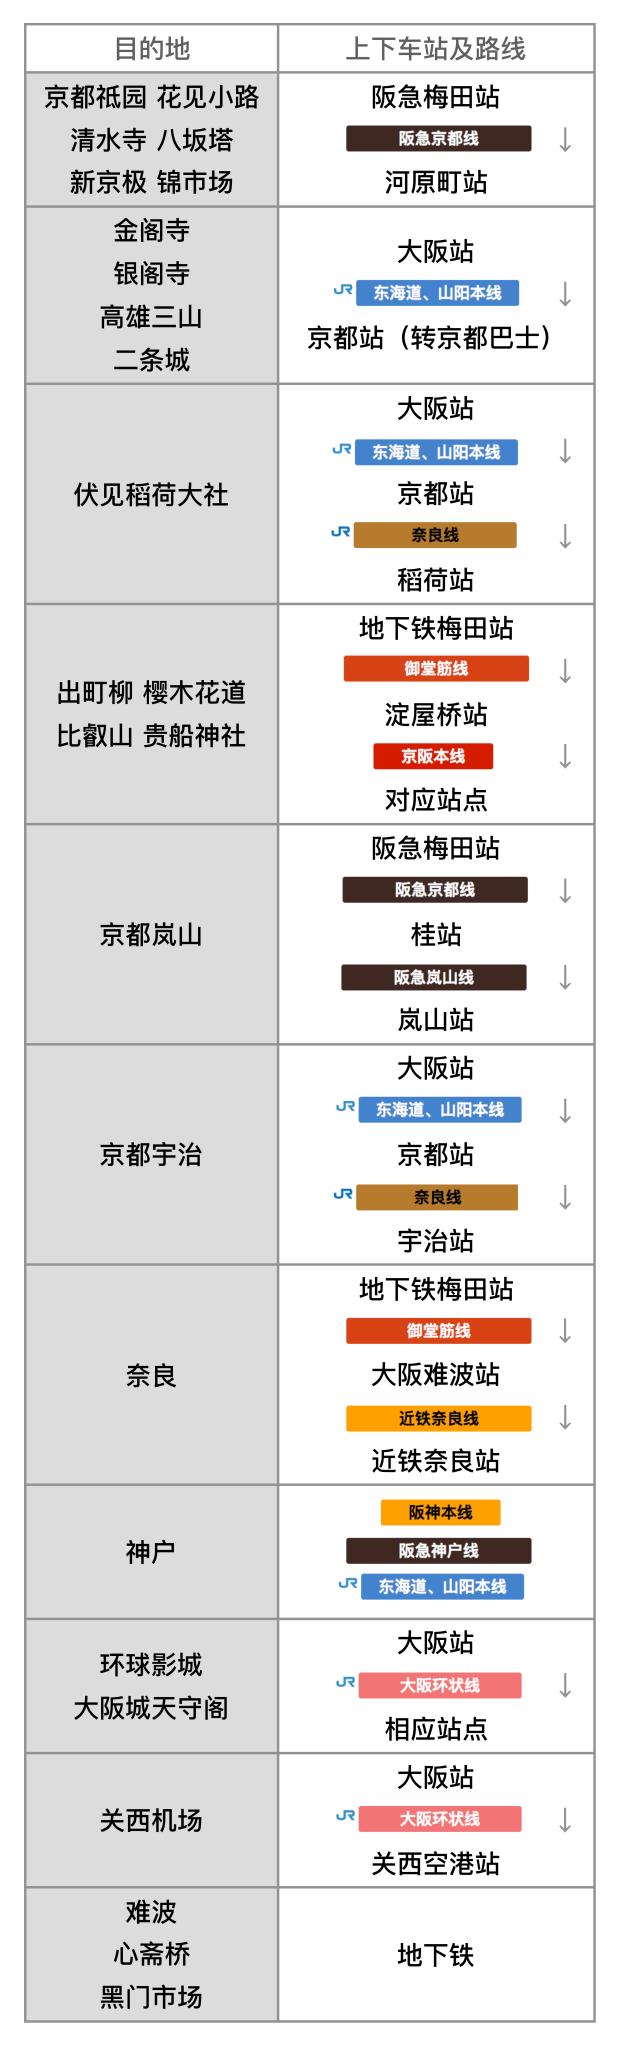 目的地
上下车站及路线
京都祗园 花见小路
清水寺 八坂塔
新京极 锦市场
阪急梅田站
阪急京都线 ↓
河原町站
金阁寺
银阁寺
高雄三山
二条城
大阪站
JR 东海道、山阳本线 ↓
京都站（转京都巴士）
伏见稻荷大社
大阪站
JR 东海道、山阳本线 ↓
京都站
JR 奈良线 ↓
稻荷站
出町柳 樱木花道
比叡山 贵船神社
地下铁梅田站
御堂筋线 ↓
淀屋桥站
京阪本线 ↓
对应站点
京都岚山
阪急梅田站
阪急京都线 ↓
桂站
阪急岚山线 ↓
岚山站
京都宇治
大阪站
JR 东海道、山阳本线 ↓
京都站
JR 奈良线 ↓
宇治站
奈良
地下铁梅田站
御堂筋线 ↓
大阪难波站
近铁奈良线 ↓
近铁奈良站
神户
阪神本线
阪急神户线
JR 东海道、山阳本线
环球影城
大阪城天守阁
大阪站
JR 大阪环状线 ↓
相应站点
关西机场
大阪站
JR 大阪环状线 ↓
关西空港站
难波
心斋桥
黑门市场
地下铁